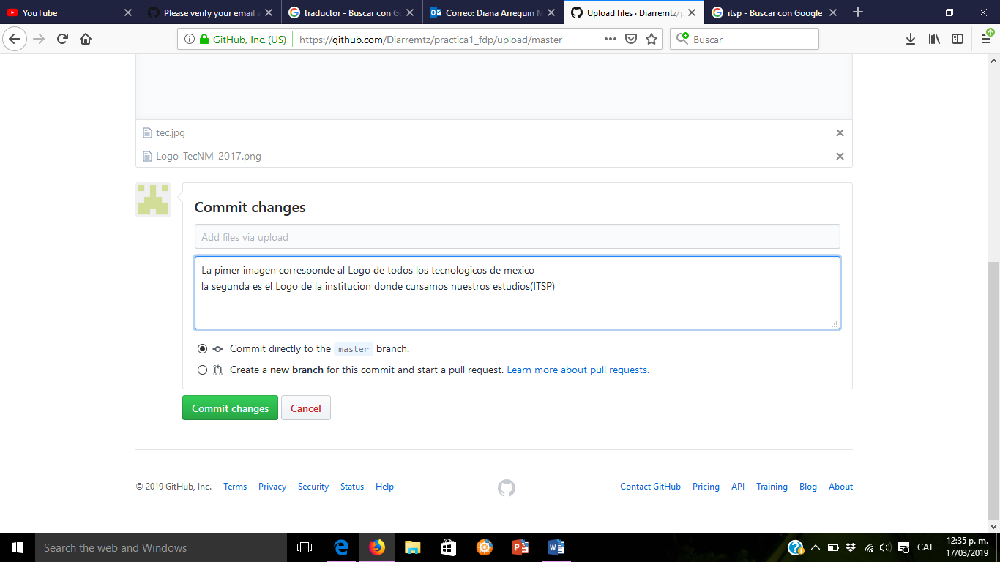 YouTube
Please verify your email a
traductor - Buscar con Go
Correo: Diana Arreguin M
Upload files · Diarremtz/p
itsp - Buscar con Google
GitHub, Inc. (US)
https://github.com/Diarremtz/practica1_fdp/upload/master
Buscar
tec.jpg
Logo-TecNM-2017.png
Commit changes
Add files via upload
La pimer imagen corresponde al Logo de todos los tecnologicos de mexico
la segunda es el Logo de la institucion donde cursamos nuestros estudios(ITSP)
Commit directly to the master branch.
Create a new branch for this commit and start a pull request. Learn more about pull requests.
Commit changes
Cancel
© 2019 GitHub, Inc. Terms Privacy Security Status Help
Contact GitHub Pricing API Training Blog About
Search the web and Windows
CAT
12:35 p. m.
17/03/2019